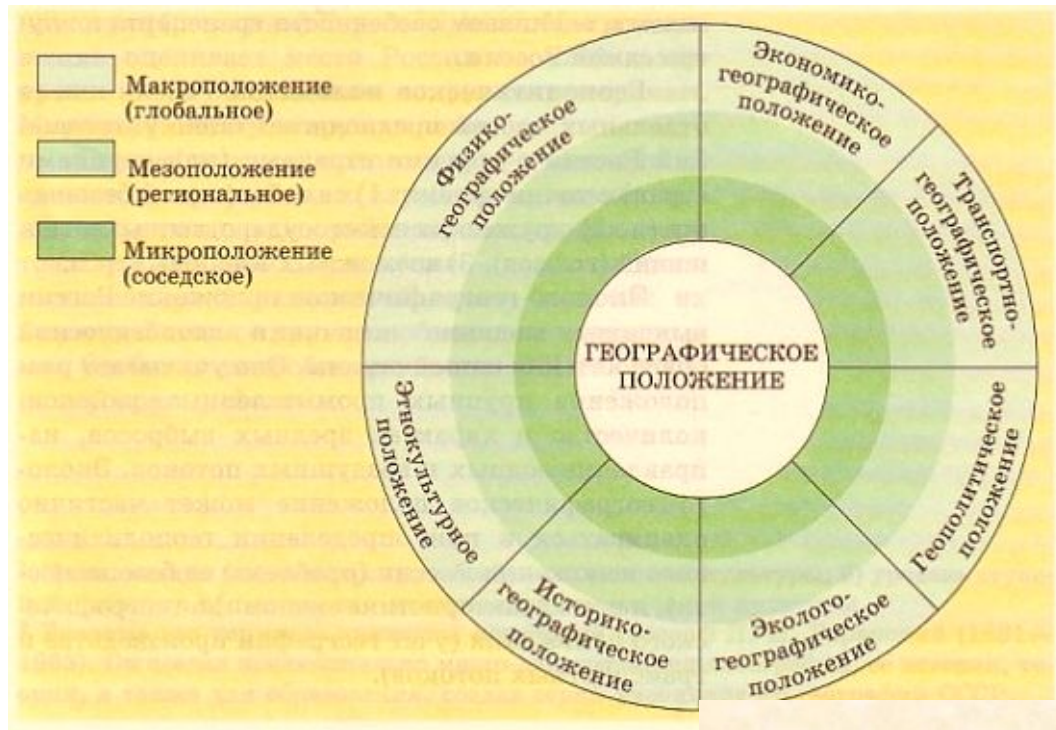 Макроположение
(глобальное)
Мезоположение
(региональное)
Микроположение
(соседское)
Физико-
географическое
положение
Экономико-
географическое
положение
Транспортно-
географическое
положение
ГЕОГРАФИЧЕСКОЕ
ПОЛОЖЕНИЕ
Этнокультурное
положение
Историко-
географическое
положение
Эколого-
географическое
положение
Геополитическое
положение